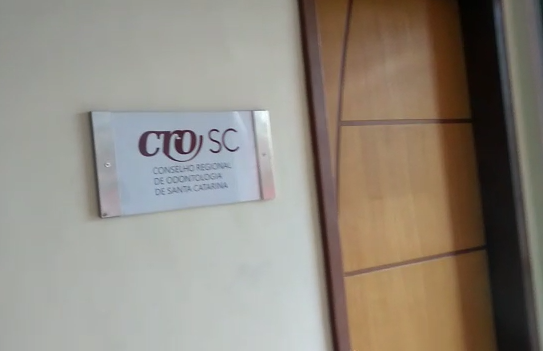 cro SC
CONSELHO REGIONAL
DE ODONTOLOGIA
DE SANTA CATARINA